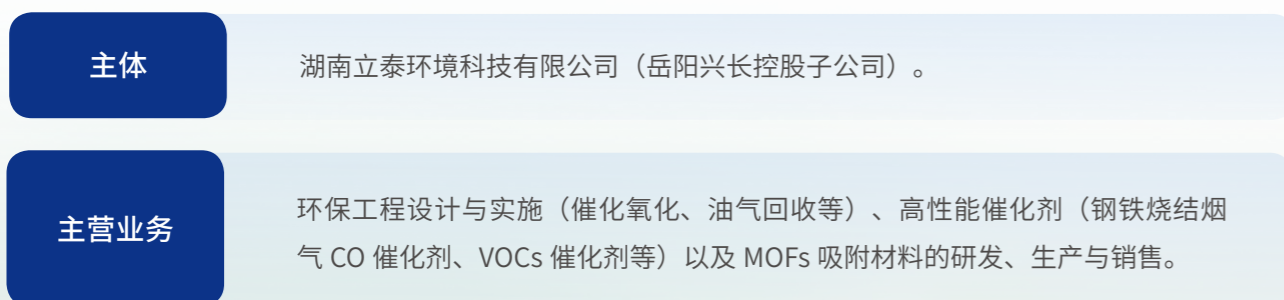 主体
湖南立泰环境科技有限公司（岳阳兴长控股子公司）。
主营业务
环保工程设计与实施（催化氧化、油气回收等）、高性能催化剂（钢铁烧结烟
气 CO 催化剂、VOCs 催化剂等）以及 MOFs 吸附材料的研发、生产与销售。